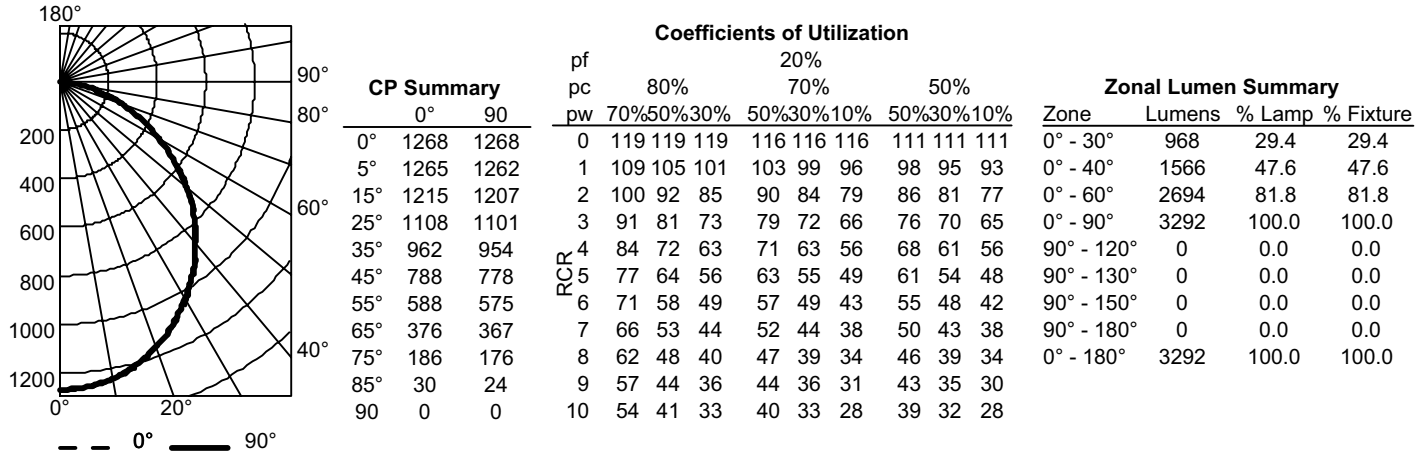 180°
90°
80°
60°
40°
200
400
600
800
1000
1200
0° 20°
0° 90°
CP Summary
0° 90
0° 1268 1268
5° 1265 1262
15° 1215 1207
25° 1108 1101
35° 962 954
45° 788 778
55° 588 575
65° 376 367
75° 186 176
85° 30 24
90 0 0
Coefficients of Utilization
pf 20%
pc 80% 70% 50%
pw 70%50%30% 50%30%10% 50%30%10%
RCR
0 119 119 119 116 116 116 111 111 111
1 109 105 101 103 99 96 98 95 93
2 100 92 85 90 84 79 86 81 77
3 91 81 73 79 72 66 76 70 65
4 84 72 63 71 63 56 68 61 56
5 77 64 56 63 55 49 61 54 48
6 71 58 49 57 49 43 55 48 42
7 66 53 44 52 44 38 50 43 38
8 62 48 40 47 39 34 46 39 34
9 57 44 36 44 36 31 43 35 30
10 54 41 33 40 33 28 39 32 28
Zonal Lumen Summary
Zone Lumens % Lamp % Fixture
0° - 30° 968 29.4 29.4
0° - 40° 1566 47.6 47.6
0° - 60° 2694 81.8 81.8
0° - 90° 3292 100.0 100.0
90° - 120° 0 0.0 0.0
90° - 130° 0 0.0 0.0
90° - 150° 0 0.0 0.0
90° - 180° 0 0.0 0.0
0° - 180° 3292 100.0 100.0